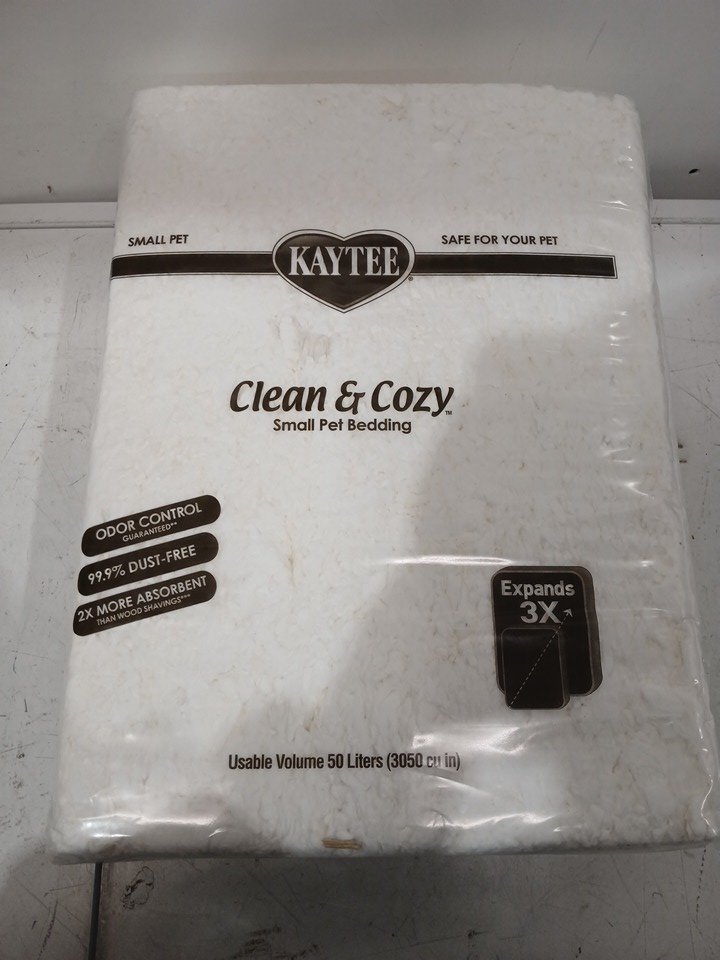 SMALL PET
KAYTEE®
SAFE FOR YOUR PET
Clean & Cozy™
Small Pet Bedding
ODOR CONTROL
GUARANTEED**
99.9% DUST-FREE
2X MORE ABSORBENT
THAN WOOD SHAVINGS***
Expands
3X
Usable Volume 50 Liters (3050 cu in)